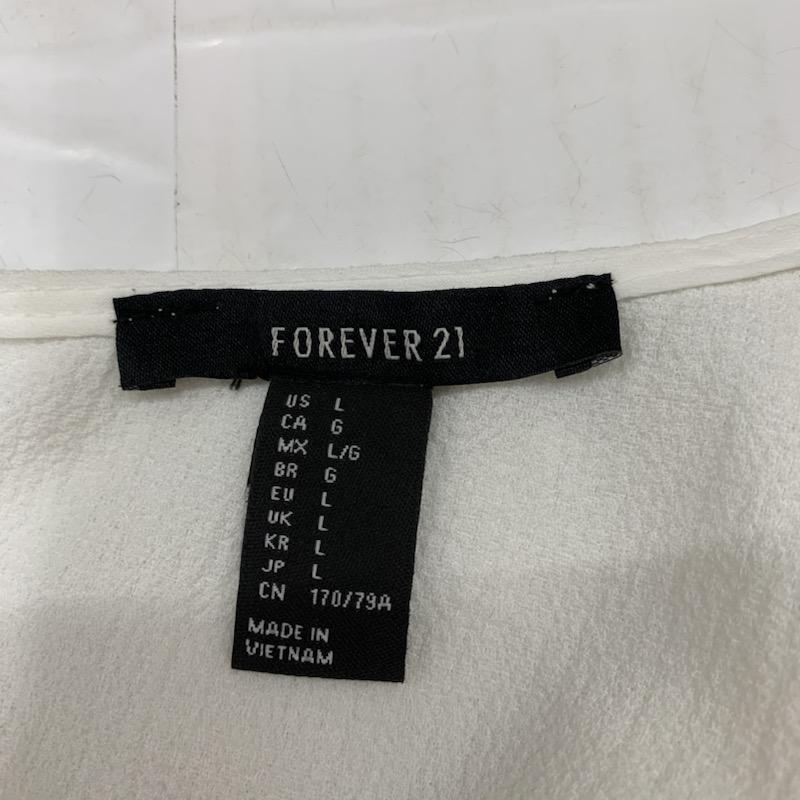 FOREVER 21
US L
CA G
MX L/G
BR G
EU L
UK L
KR L
JP L
CN 170/79A
MADE IN
VIETNAM